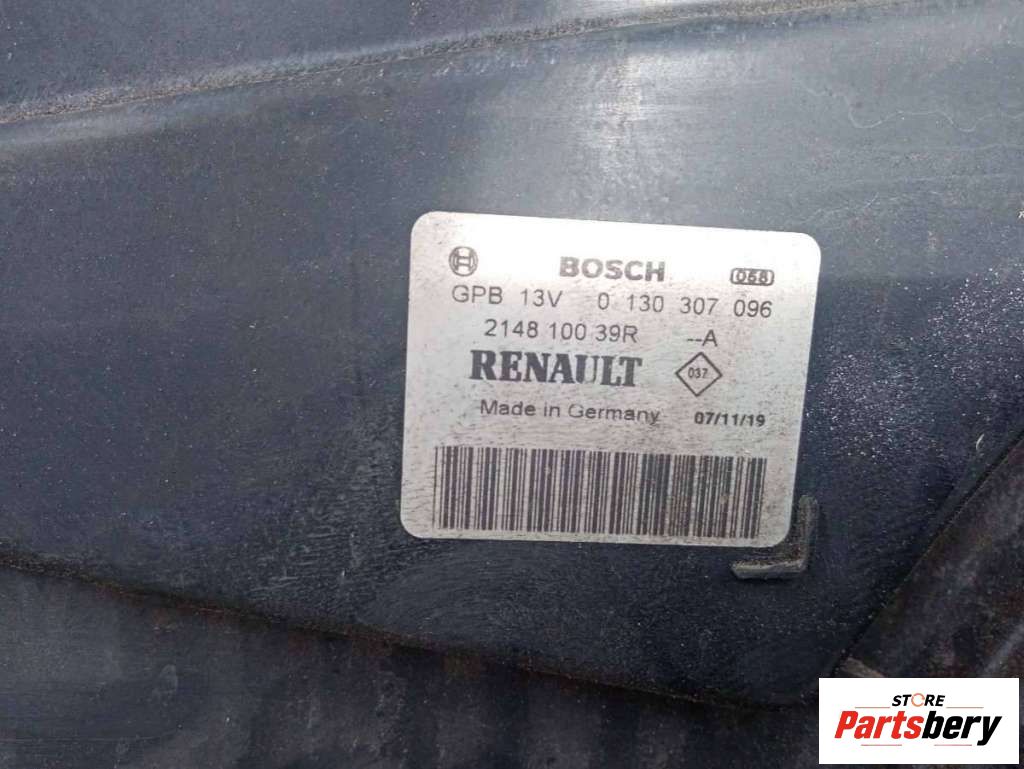 BOSCH 058
GPB 13V 0 130 307 096
2148 100 39R --A
RENAULT 037
Made in Germany 07/11/19
STORE
Partsbery